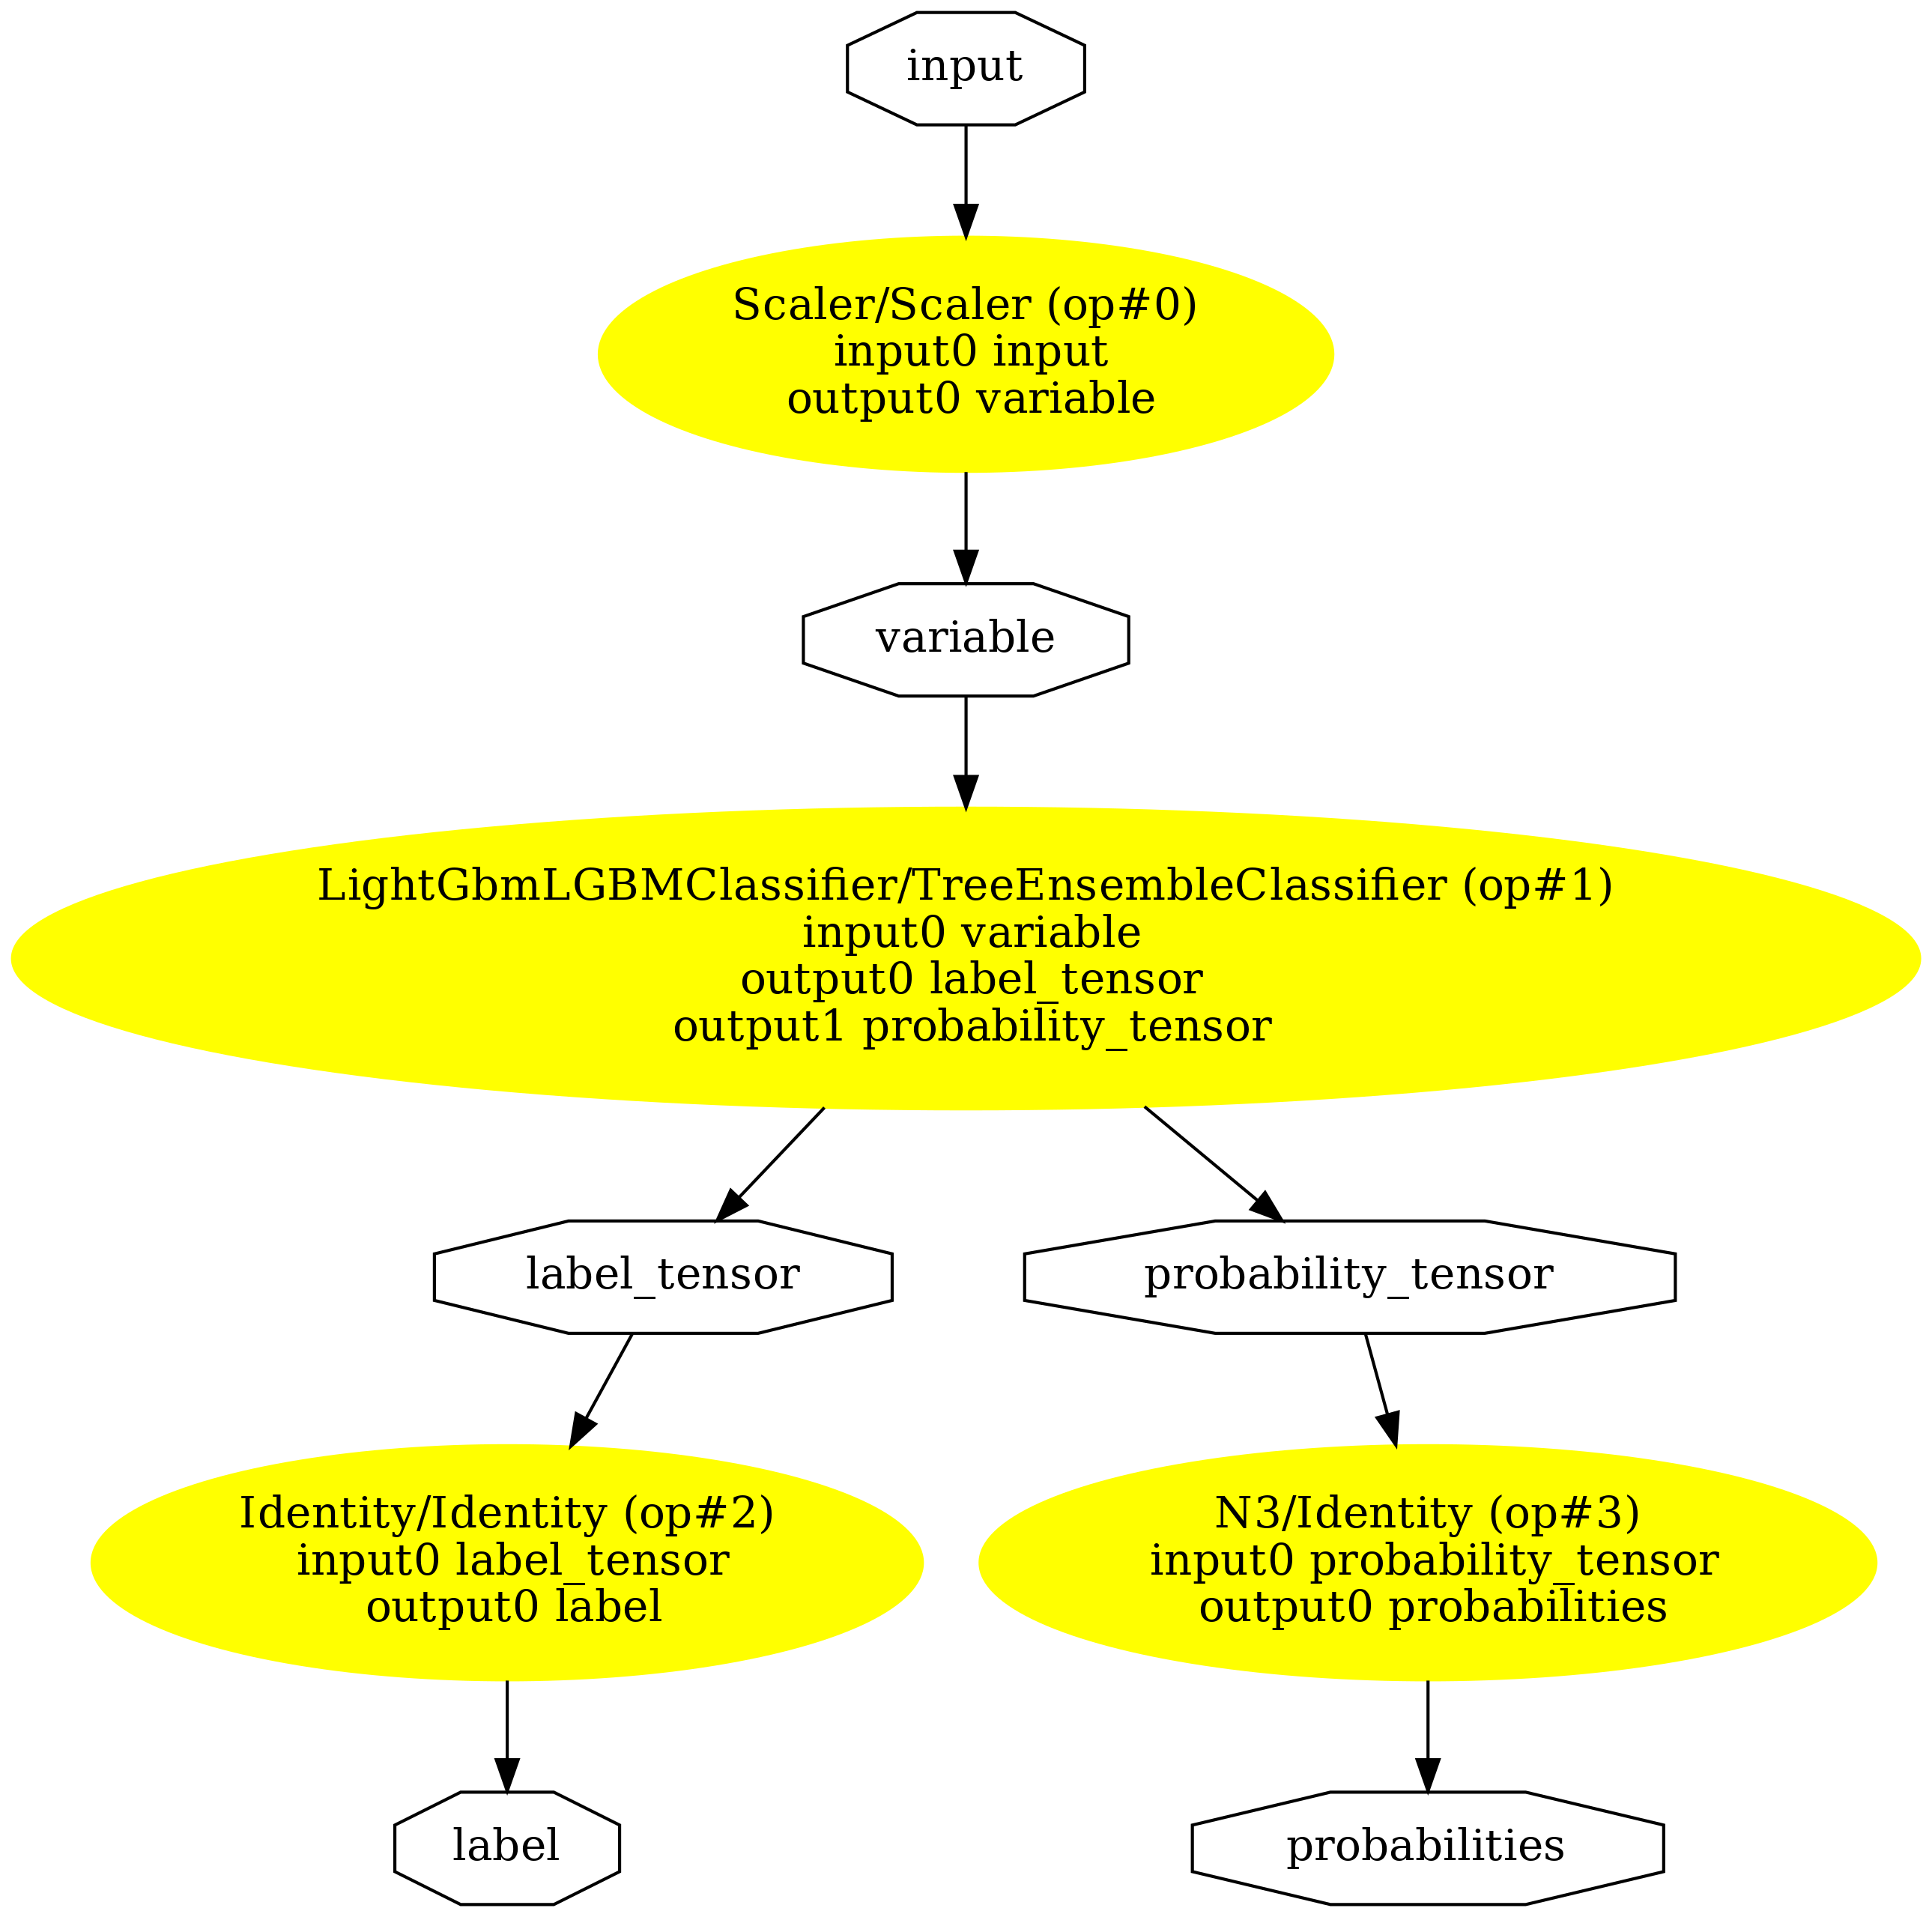 input
Scaler/Scaler (op#0)
input0 input
output0 variable
variable
LightGbmLGBMClassifier/TreeEnsembleClassifier (op#1)
input0 variable
output0 label_tensor
output1 probability_tensor
label_tensor
probability_tensor
Identity/Identity (op#2)
input0 label_tensor
output0 label
N3/Identity (op#3)
input0 probability_tensor
output0 probabilities
label
probabilities